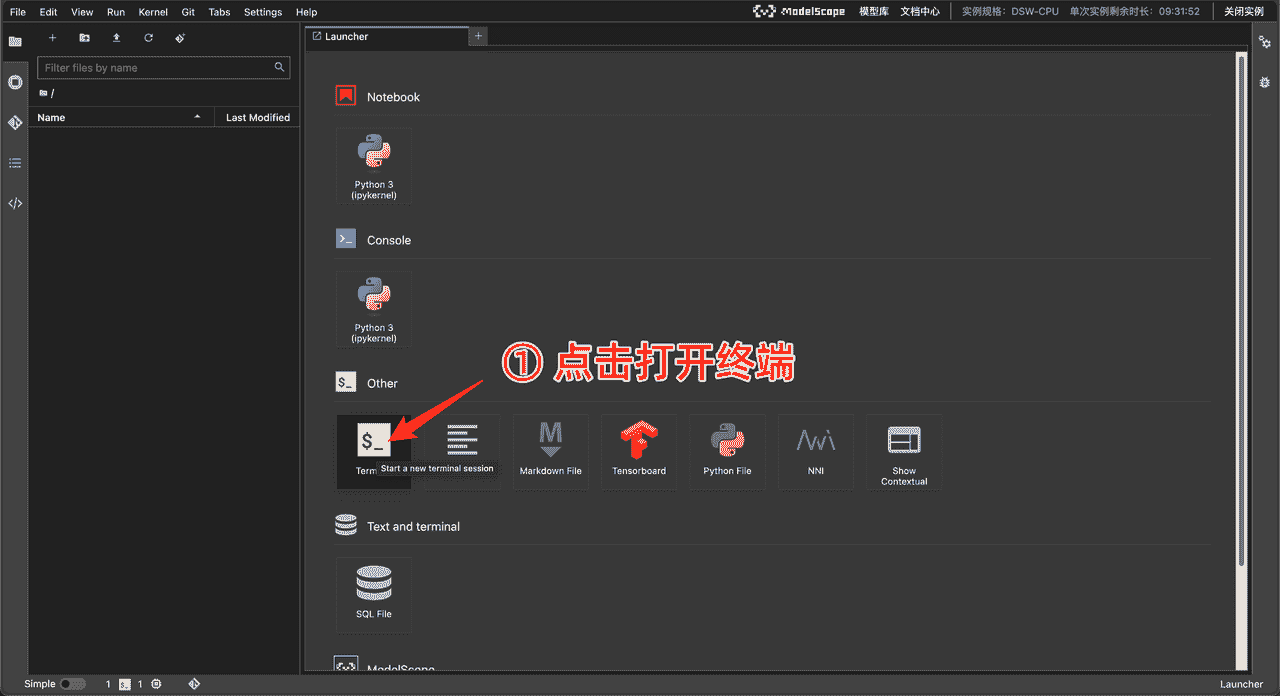 File Edit View Run Kernel Git Tabs Settings Help
ModelScope 模型库 文档中心 实例规格：DSW-CPU 单次实例剩余时长：09:31:52 关闭实例
Launcher
Filter files by name
/
Name
Last Modified
Notebook
Python 3
(ipykernel)
Console
Python 3
(ipykernel)
① 点击打开终端
Other
$_
Term
Start a new terminal session
Markdown File
Tensorboard
Python File
NNI
Show
Contextual
Text and terminal
SQL File
ModelScope
Simple 1 $_ 1
Launcher